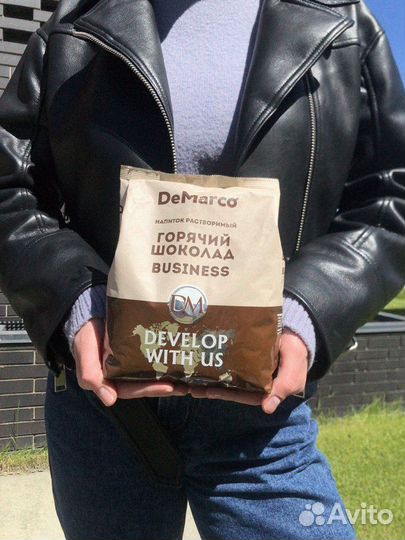 DeMarco
НАПИТОК РАСТВОРИМЫЙ
ГОРЯЧИЙ
ШОКОЛАД
BUSINESS
DM
DEVELOP
WITH US
Avito